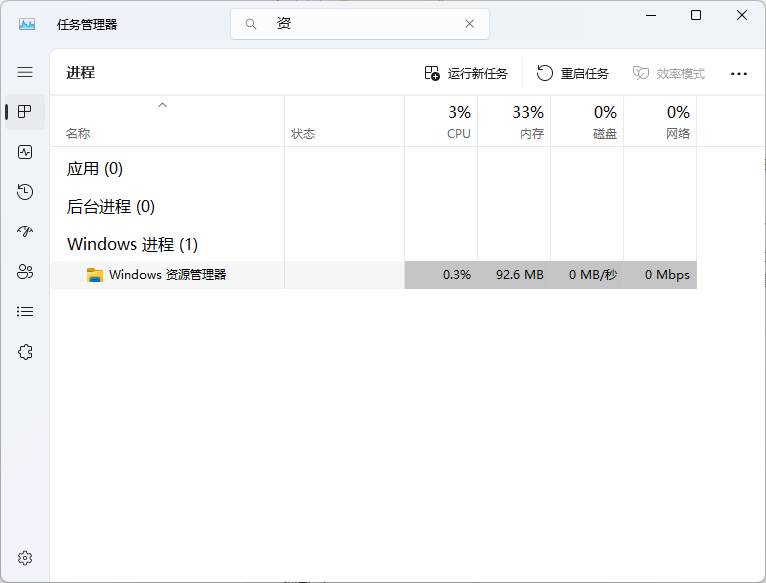 任务管理器
资
进程
运行新任务
重启任务
效率模式
3% 33% 0% 0%
名称 状态 CPU 内存 磁盘 网络
应用 (0)
后台进程 (0)
Windows 进程 (1)
Windows 资源管理器 0.3% 92.6 MB 0 MB/秒 0 Mbps